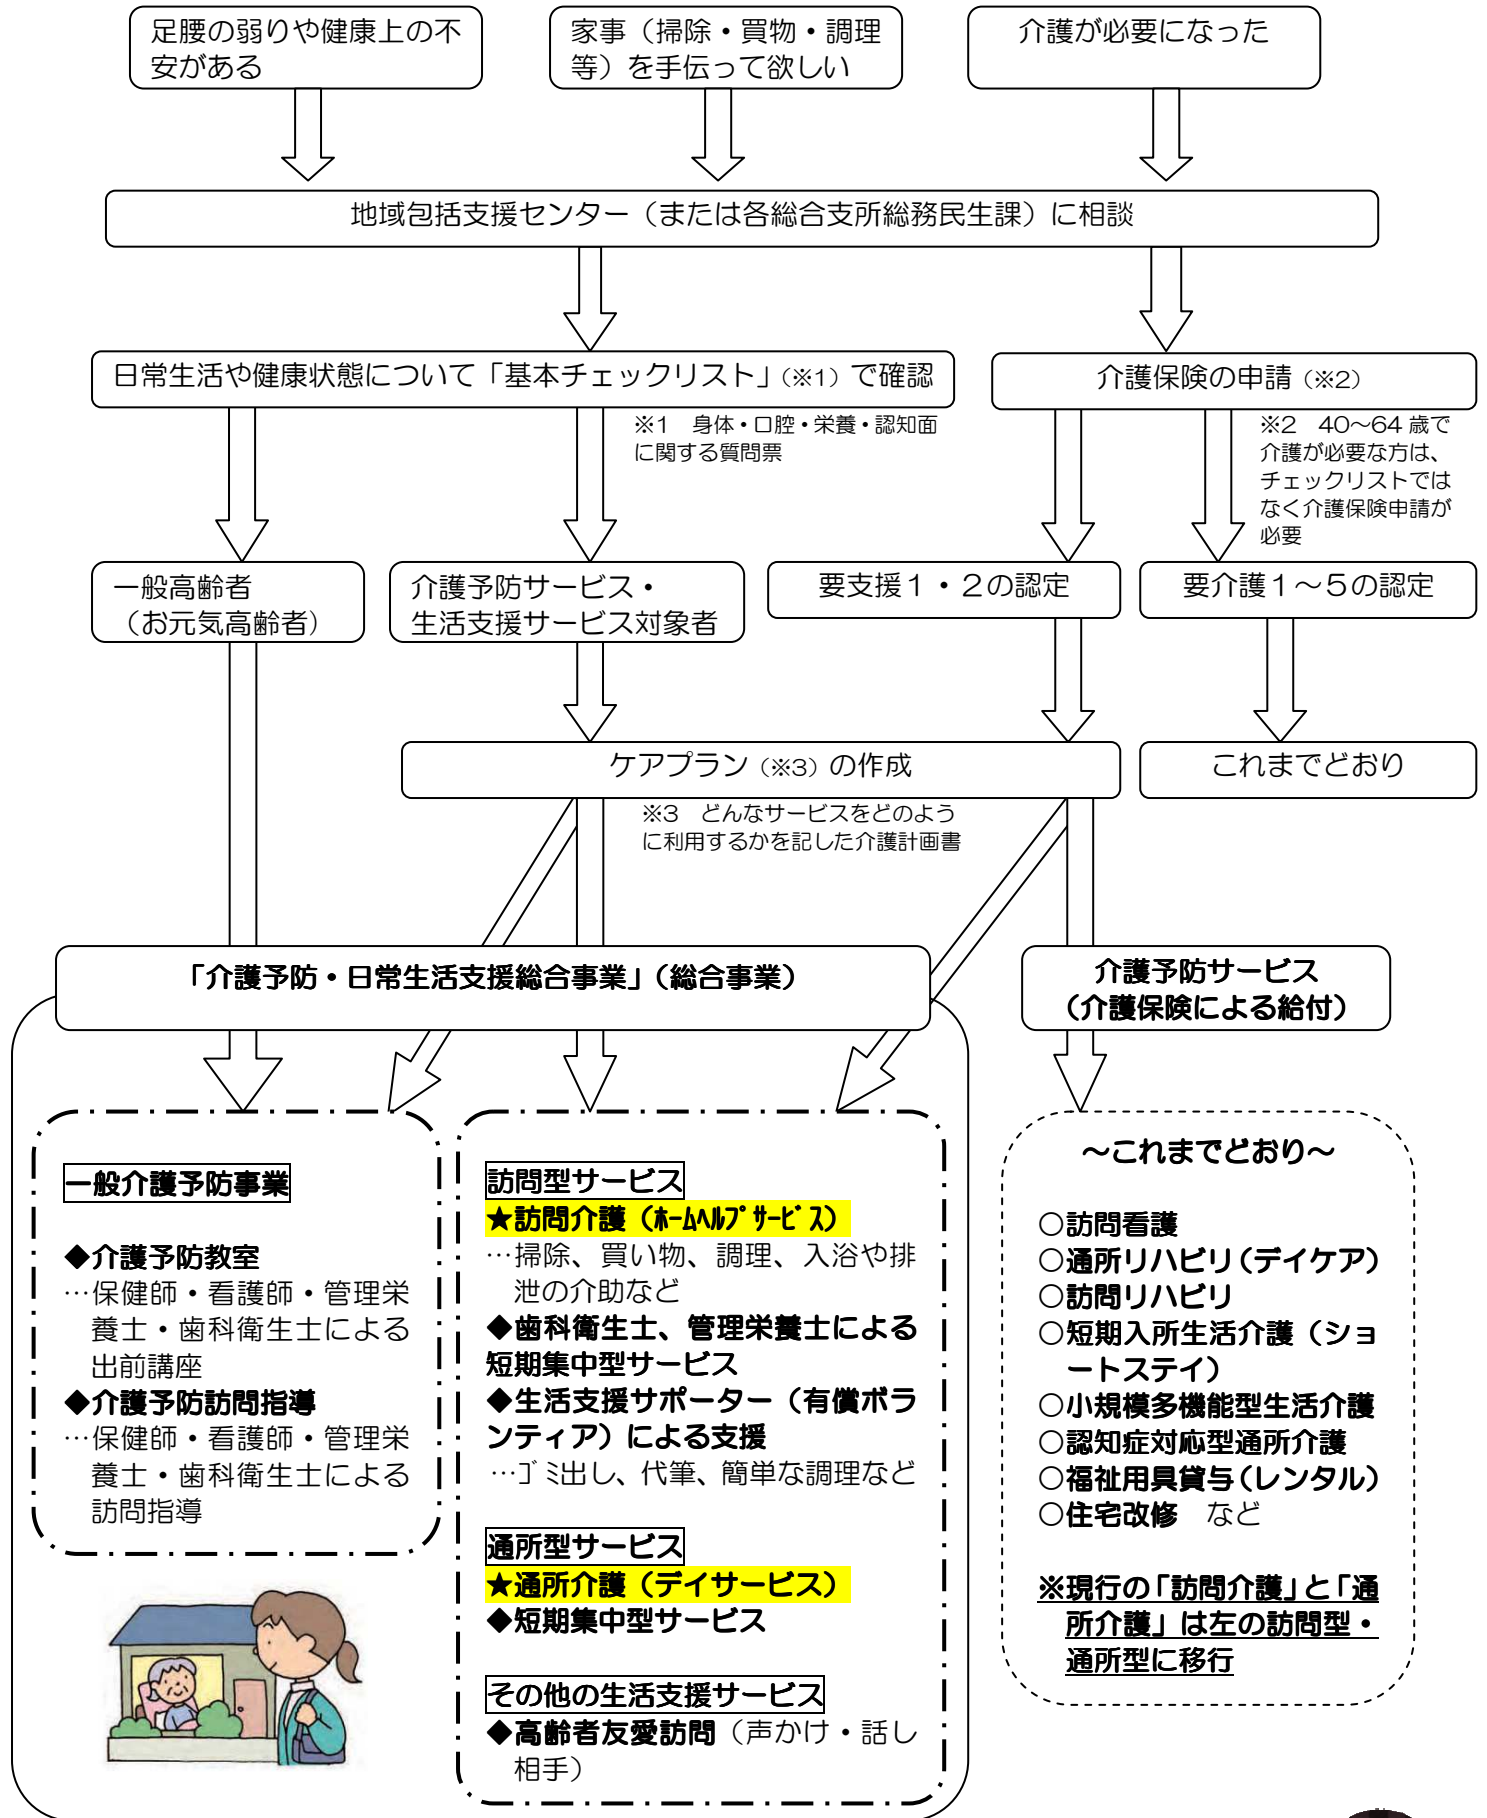 足腰の弱りや健康上の不
安がある
家事（掃除・買物・調理
等）を手伝って欲しい
介護が必要になった
地域包括支援センター（または各総合支所総務民生課）に相談
日常生活や健康状態について「基本チェックリスト」（※1）で確認
※1　身体・口腔・栄養・認知面
に関する質問票
介護保険の申請（※2）
※2　40～64 歳で
介護が必要な方は、
チェックリストでは
なく介護保険申請が
必要
一般高齢者
（お元気高齢者）
介護予防サービス・
生活支援サービス対象者
要支援１・２の認定
要介護１～５の認定
ケアプラン（※3）の作成
※3　どんなサービスをどのよう
に利用するかを記した介護計画書
これまでどおり
「介護予防・日常生活支援総合事業」（総合事業）
介護予防サービス
（介護保険による給付）
一般介護予防事業
◆介護予防教室
…保健師・看護師・管理栄
養士・歯科衛生士による
出前講座
◆介護予防訪問指導
…保健師・看護師・管理栄
養士・歯科衛生士による
訪問指導
訪問型サービス
★訪問介護（ﾎｰﾑﾍﾙﾌﾟｻｰﾋﾞｽ）
…掃除、買い物、調理、入浴や排
泄の介助など
◆歯科衛生士、管理栄養士による
短期集中型サービス
◆生活支援サポーター（有償ボラ
ンティア）による支援
…ｺﾞﾐ出し、代筆、簡単な調理など
通所型サービス
★通所介護（デイサービス）
◆短期集中型サービス
その他の生活支援サービス
◆高齢者友愛訪問（声かけ・話し
相手）
～これまでどおり～
○訪問看護
○通所リハビリ（デイケア）
○訪問リハビリ
○短期入所生活介護（ショ
ートステイ）
○小規模多機能型生活介護
○認知症対応型通所介護
○福祉用具貸与（レンタル）
○住宅改修　など
※現行の「訪問介護」と「通
所介護」は左の訪問型・
通所型に移行